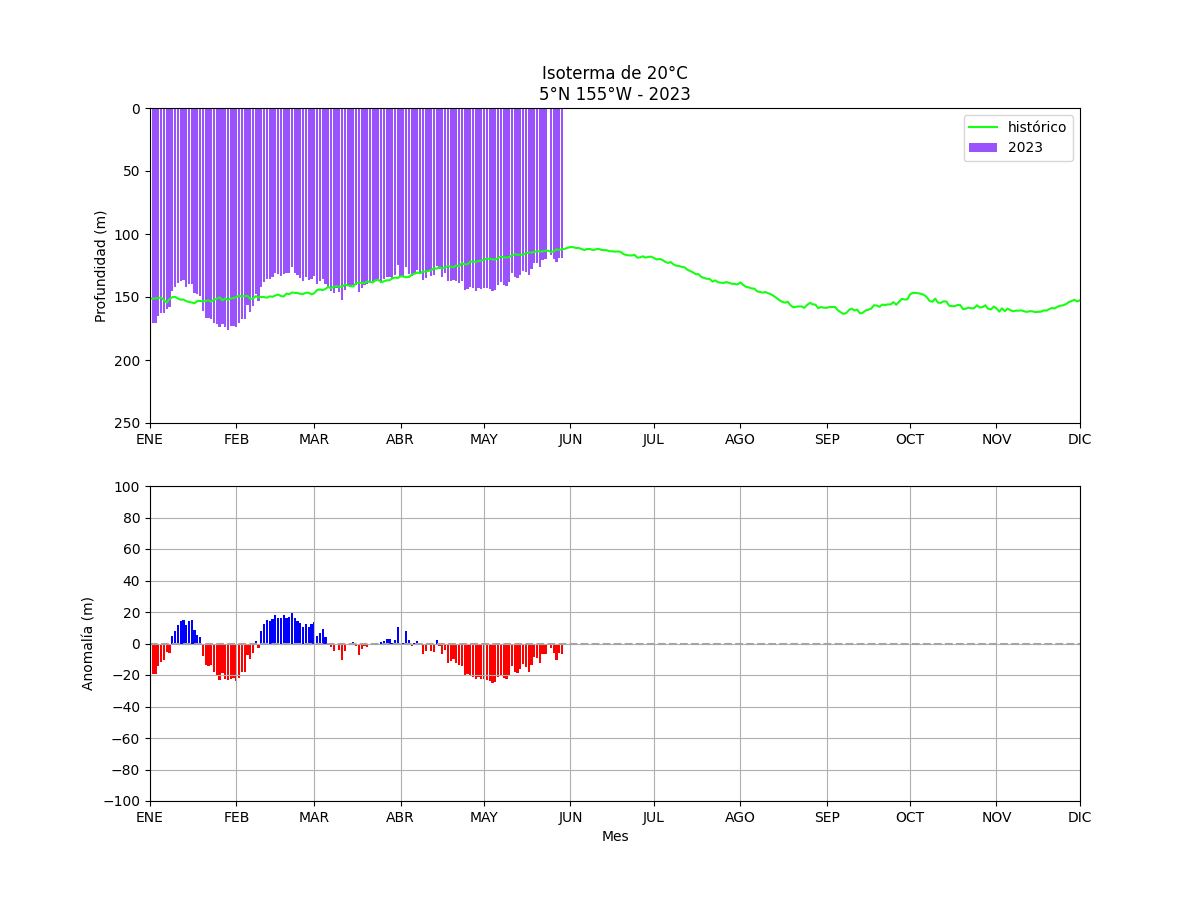 Isoterma de 20°C
5°N 155°W - 2023
Profundidad (m)
0
50
100
150
200
250
histórico
2023
ENE FEB MAR ABR MAY JUN JUL AGO SEP OCT NOV DIC
Anomalía (m)
100
80
60
40
20
0
−20
−40
−60
−80
−100
ENE FEB MAR ABR MAY JUN JUL AGO SEP OCT NOV DIC
Mes